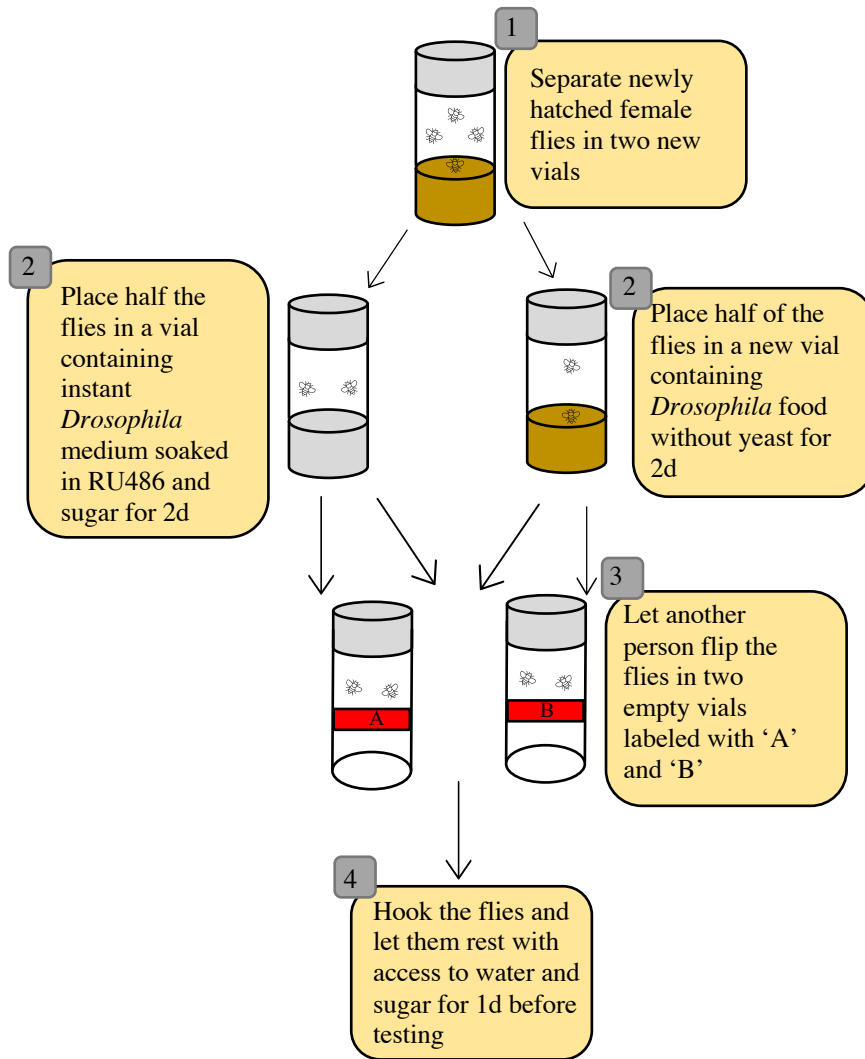 1
Separate newly
hatched female
flies in two new
vials
2
Place half the
flies in a vial
containing
instant
Drosophila
medium soaked
in RU486 and
sugar for 2d
2
Place half of the
flies in a new vial
containing
Drosophila food
without yeast for
2d
A
B
3
Let another
person flip the
flies in two
empty vials
labeled with ‘A’
and ‘B’
4
Hook the flies and
let them rest with
access to water and
sugar for 1d before
testing